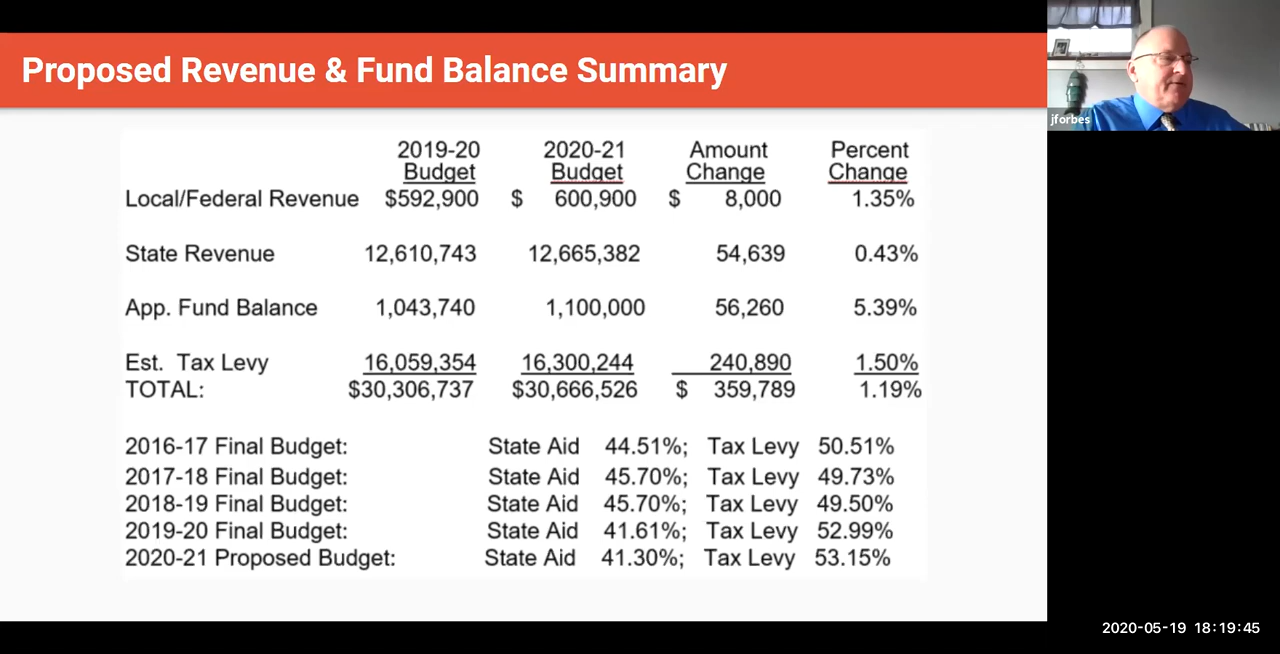 Proposed Revenue & Fund Balance Summary
jforbes
2019-20 2020-21 Amount Percent
Budget Budget Change Change
Local/Federal Revenue $592,900 $ 600,900 $ 8,000 1.35%
State Revenue 12,610,743 12,665,382 54,639 0.43%
App. Fund Balance 1,043,740 1,100,000 56,260 5.39%
Est. Tax Levy 16,059,354 16,300,244 240,890 1.50%
TOTAL: $30,306,737 $30,666,526 $ 359,789 1.19%
2016-17 Final Budget: State Aid 44.51%; Tax Levy 50.51%
2017-18 Final Budget: State Aid 45.70%; Tax Levy 49.73%
2018-19 Final Budget: State Aid 45.70%; Tax Levy 49.50%
2019-20 Final Budget: State Aid 41.61%; Tax Levy 52.99%
2020-21 Proposed Budget: State Aid 41.30%; Tax Levy 53.15%
2020-05-19 18:19:45